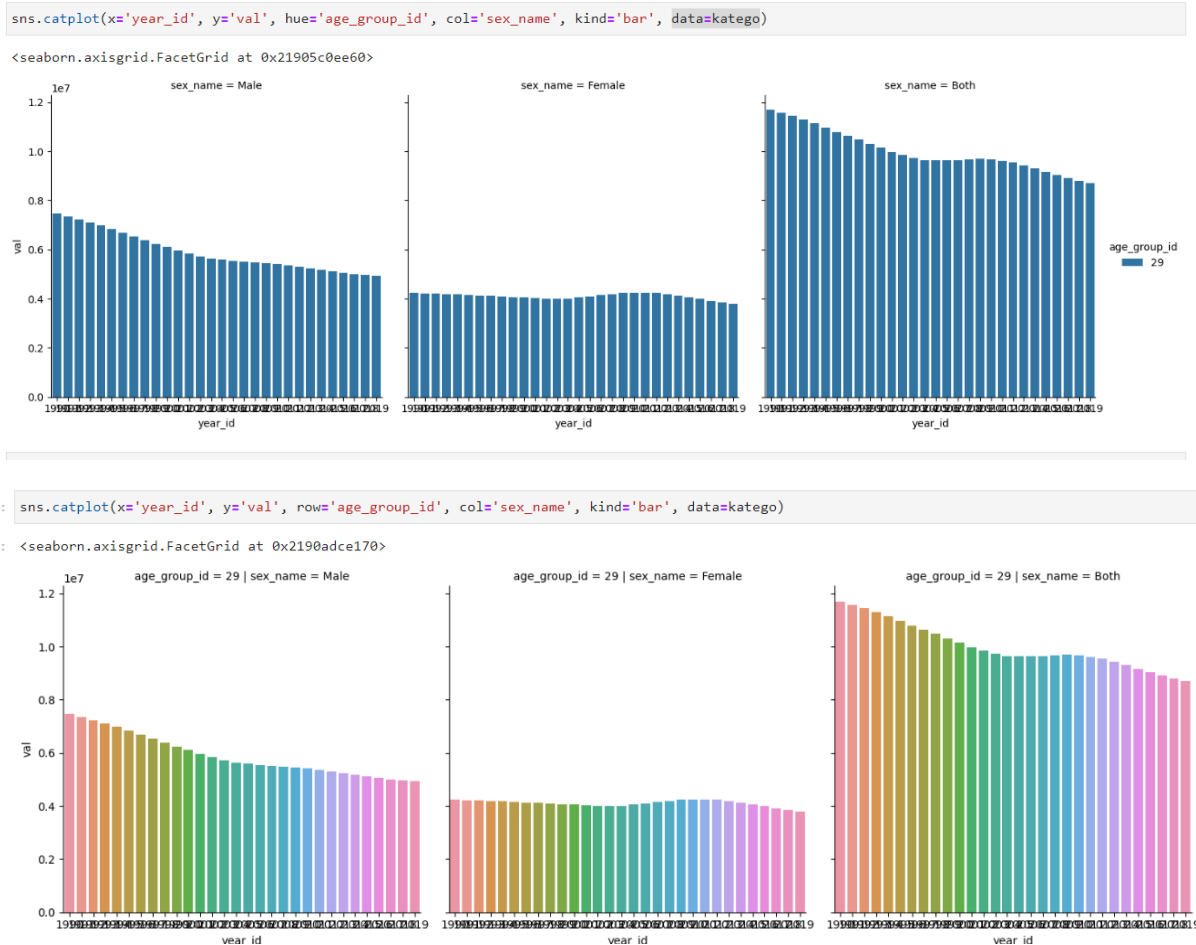 sns.catplot(x='year_id', y='val', hue='age_group_id', col='sex_name', kind='bar', data=katego)
<seaborn.axisgrid.FacetGrid at 0x21905c0ee60>
1e7 sex_name = Male sex_name = Female sex_name = Both
1.2
1.0
0.8
val
0.6
age_group_id
29
0.4
0.2
0.0
year_id year_id year_id
: sns.catplot(x='year_id', y='val', row='age_group_id', col='sex_name', kind='bar', data=katego)
: <seaborn.axisgrid.FacetGrid at 0x2190adce170>
1e7 age_group_id = 29 | sex_name = Male age_group_id = 29 | sex_name = Female age_group_id = 29 | sex_name = Both
1.2
1.0
0.8
val
0.6
0.4
0.2
0.0
year_id year_id year_id